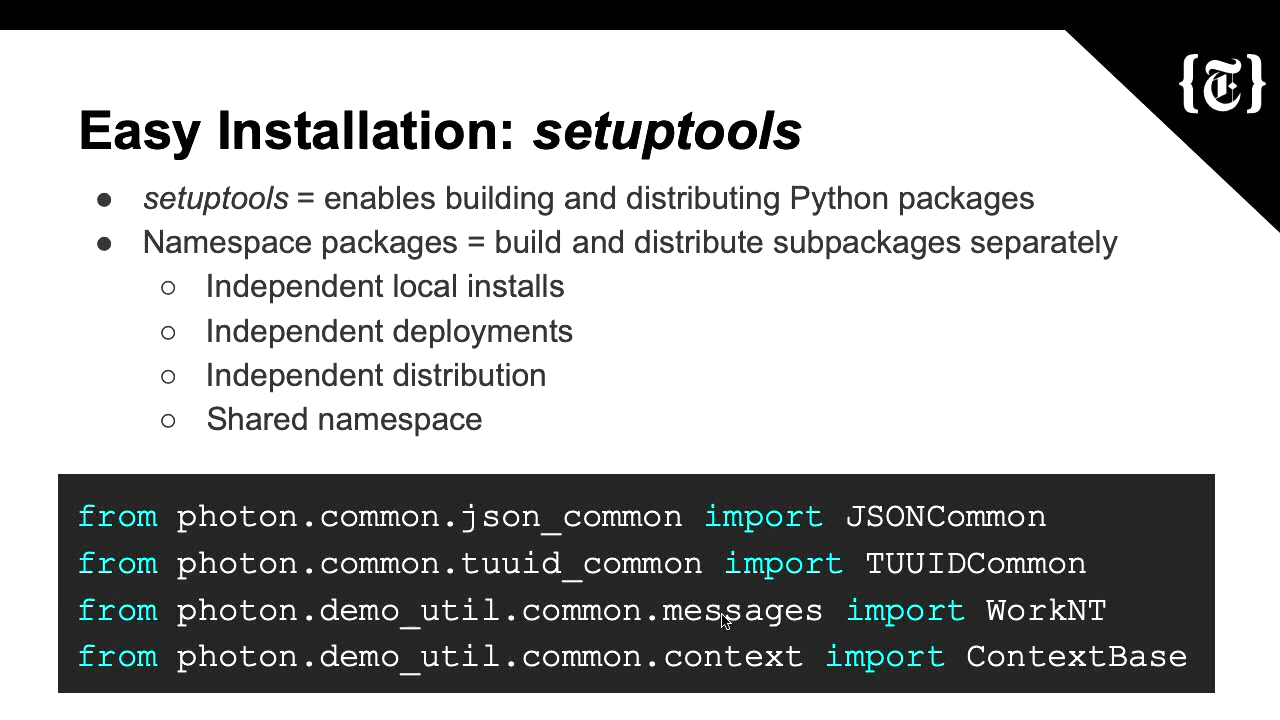 {T}
Easy Installation: setuptools
● setuptools = enables building and distributing Python packages
● Namespace packages = build and distribute subpackages separately
○ Independent local installs
○ Independent deployments
○ Independent distribution
○ Shared namespace
from photon.common.json_common import JSONCommon
from photon.common.tuuid_common import TUUIDCommon
from photon.demo_util.common.messages import WorkNT
from photon.demo_util.common.context import ContextBase